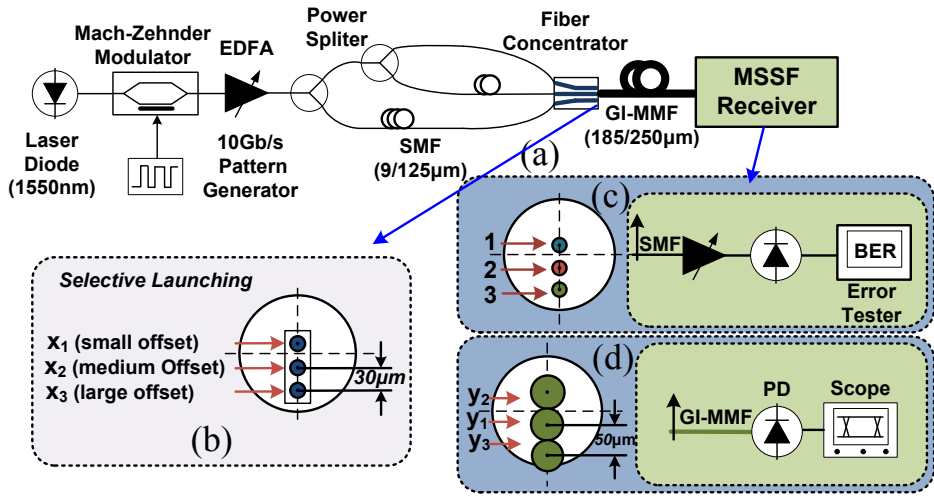 Mach-Zehnder
Modulator
EDFA
Power
Spliter
Fiber
Concentrator
MSSF
Receiver
Laser
Diode
(1550nm)
10Gb/s
Pattern
Generator
SMF
(9/125µm)
GI-MMF
(185/250µm)
(a)
Selective Launching
x1 (small offset)
x2 (medium Offset)
x3 (large offset)
30µm
(b)
(c)
1
2
3
SMF
BER
Error
Tester
(d)
y2
y1
y3
50µm
GI-MMF
PD
Scope